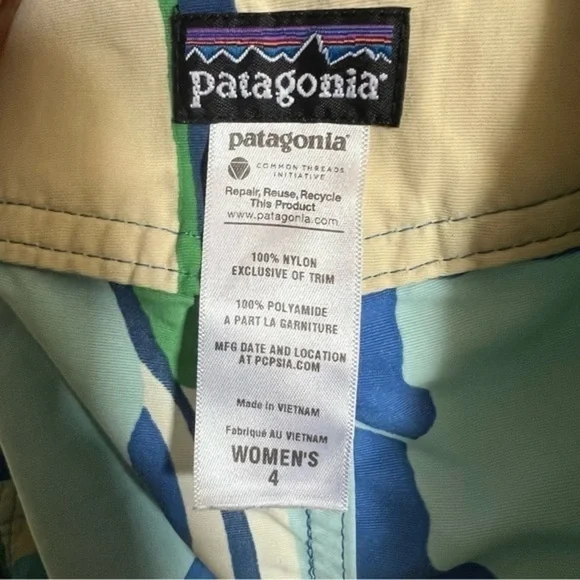 patagonia
patagonia
COMMON THREADS
INITIATIVE
Repair, Reuse, Recycle
This Product
www.patagonia.com
100% NYLON
EXCLUSIVE OF TRIM
100% POLYAMIDE
A PART LA GARNITURE
MFG DATE AND LOCATION
AT PCPSIA.COM
Made in VIETNAM
Fabriqué AU VIETNAM
WOMEN'S
4